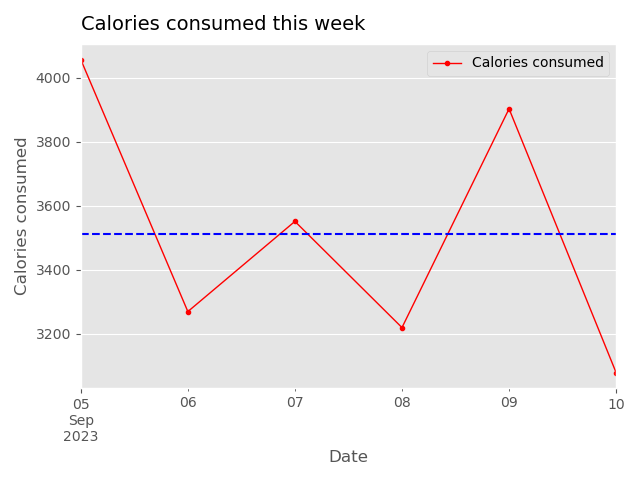 Calories consumed this week
Calories consumed
4000
3800
3600
3400
3200
Calories consumed
05
Sep
2023
06
07
08
09
10
Date